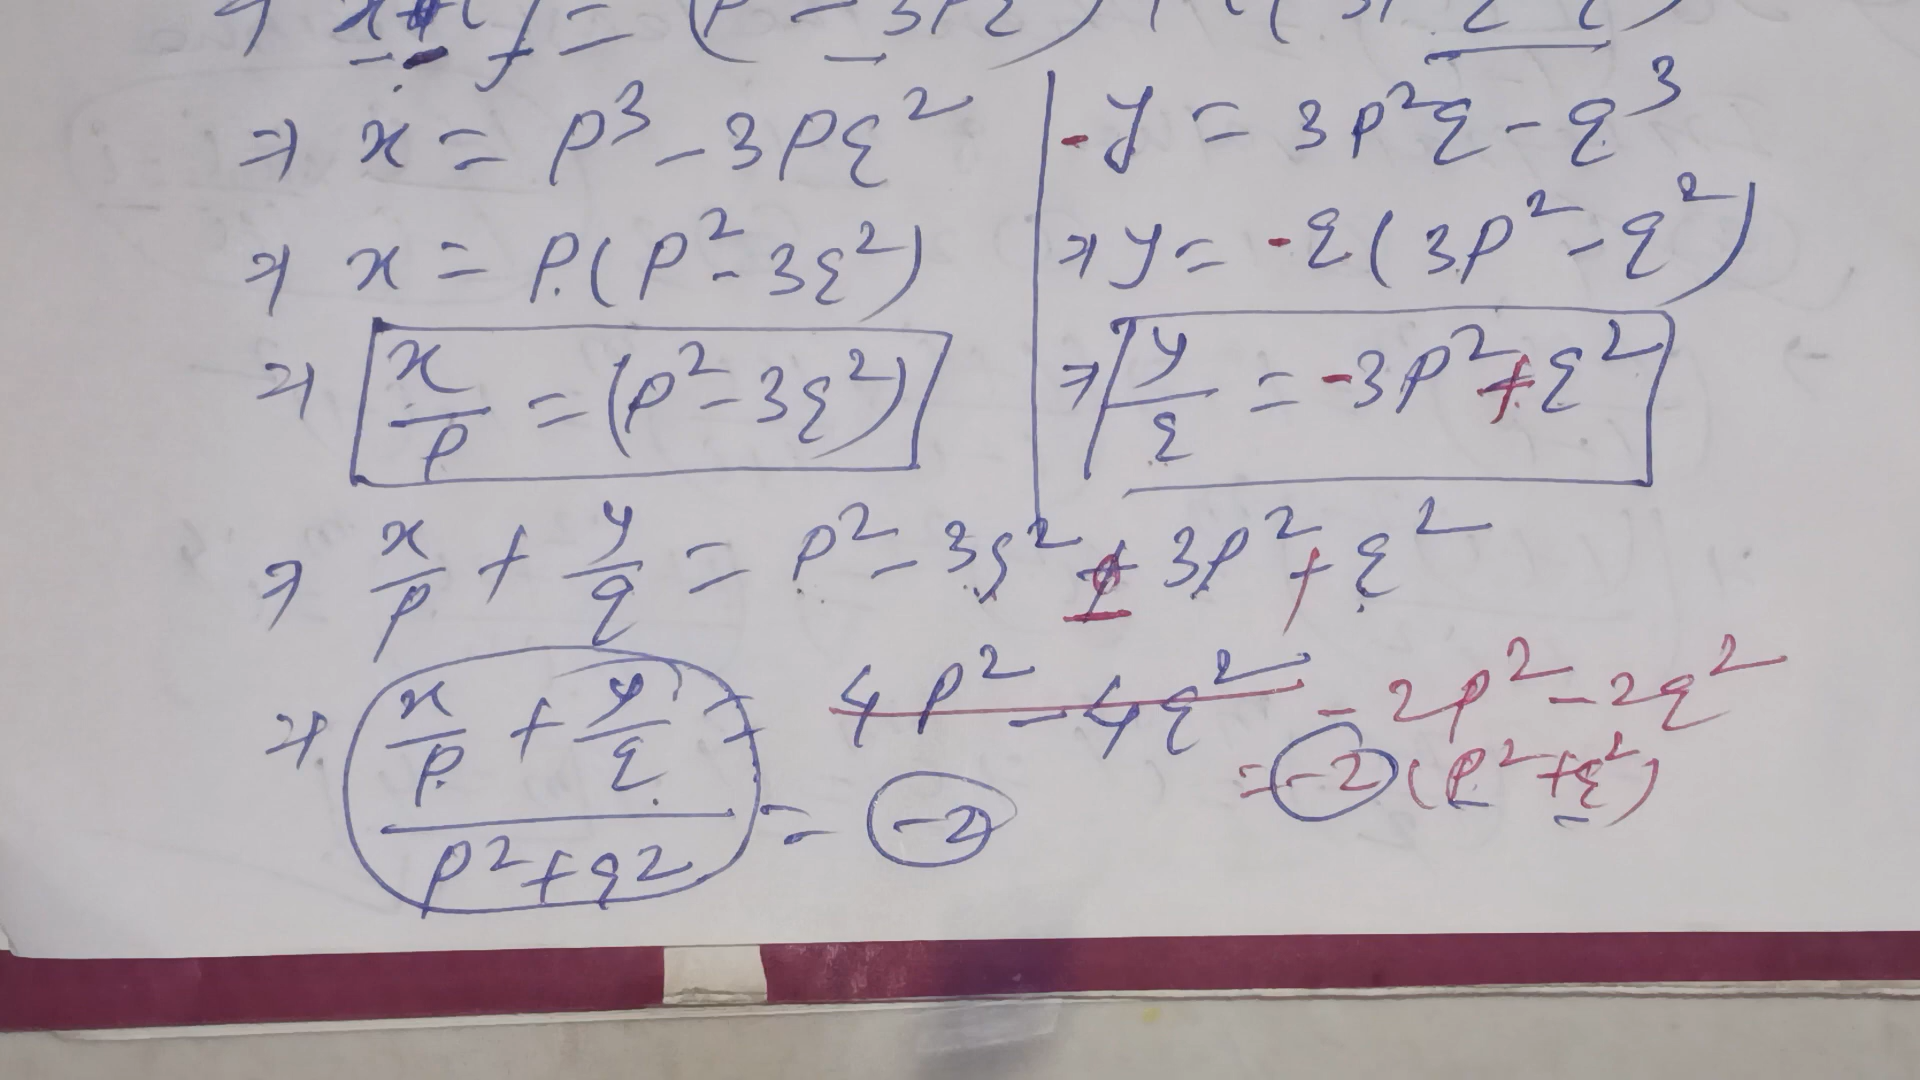 ⇒ x = p³ - 3pq² | -y = 3p²q - q³
⇒ x = p.(p² - 3q²) | ⇒ y = -q(3p² - q²)
⇒ x/p = (p² - 3q²) | ⇒ y/q = -3p² + q²
⇒ x/p + y/q = p² - 3q² - 3p² + q²
⇒ x/p + y/q = 4p² - 4q² - 2p² - 2q²
= -2(p² + q²)
(x/p + y/q)/(p² + q²) = -2